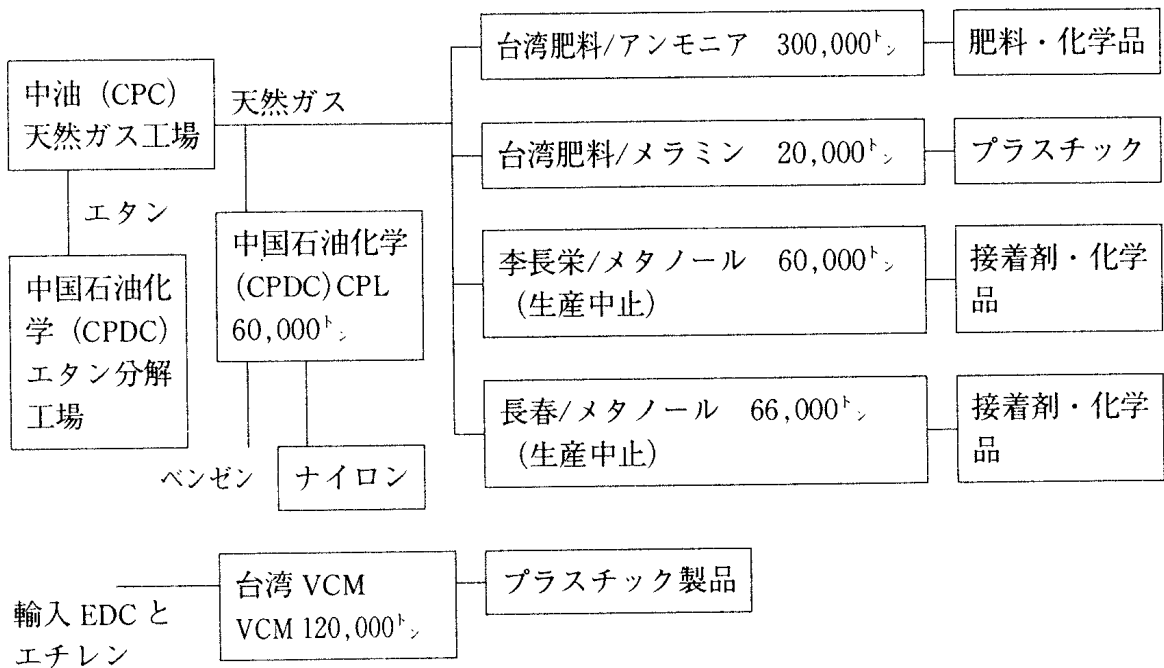 中油（CPC）
天然ガス工場
天然ガス
台湾肥料/アンモニア 300,000トン
肥料・化学品
台湾肥料/メラミン 20,000トン
プラスチック
エタン
中国石油化
学（CPDC）
エタン分解
工場
中国石油化学
(CPDC) CPL
60,000トン
李長栄/メタノール 60,000トン
（生産中止）
接着剤・化学
品
長春/メタノール 66,000トン
（生産中止）
接着剤・化学
品
ベンゼン
ナイロン
輸入 EDC と
エチレン
台湾 VCM
VCM 120,000トン
プラスチック製品